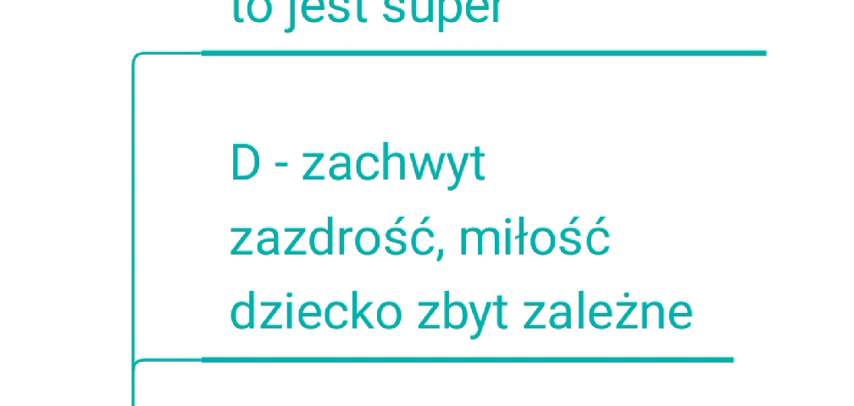 to jest super
D - zachwyt
zazdrość, miłość
dziecko zbyt zależne